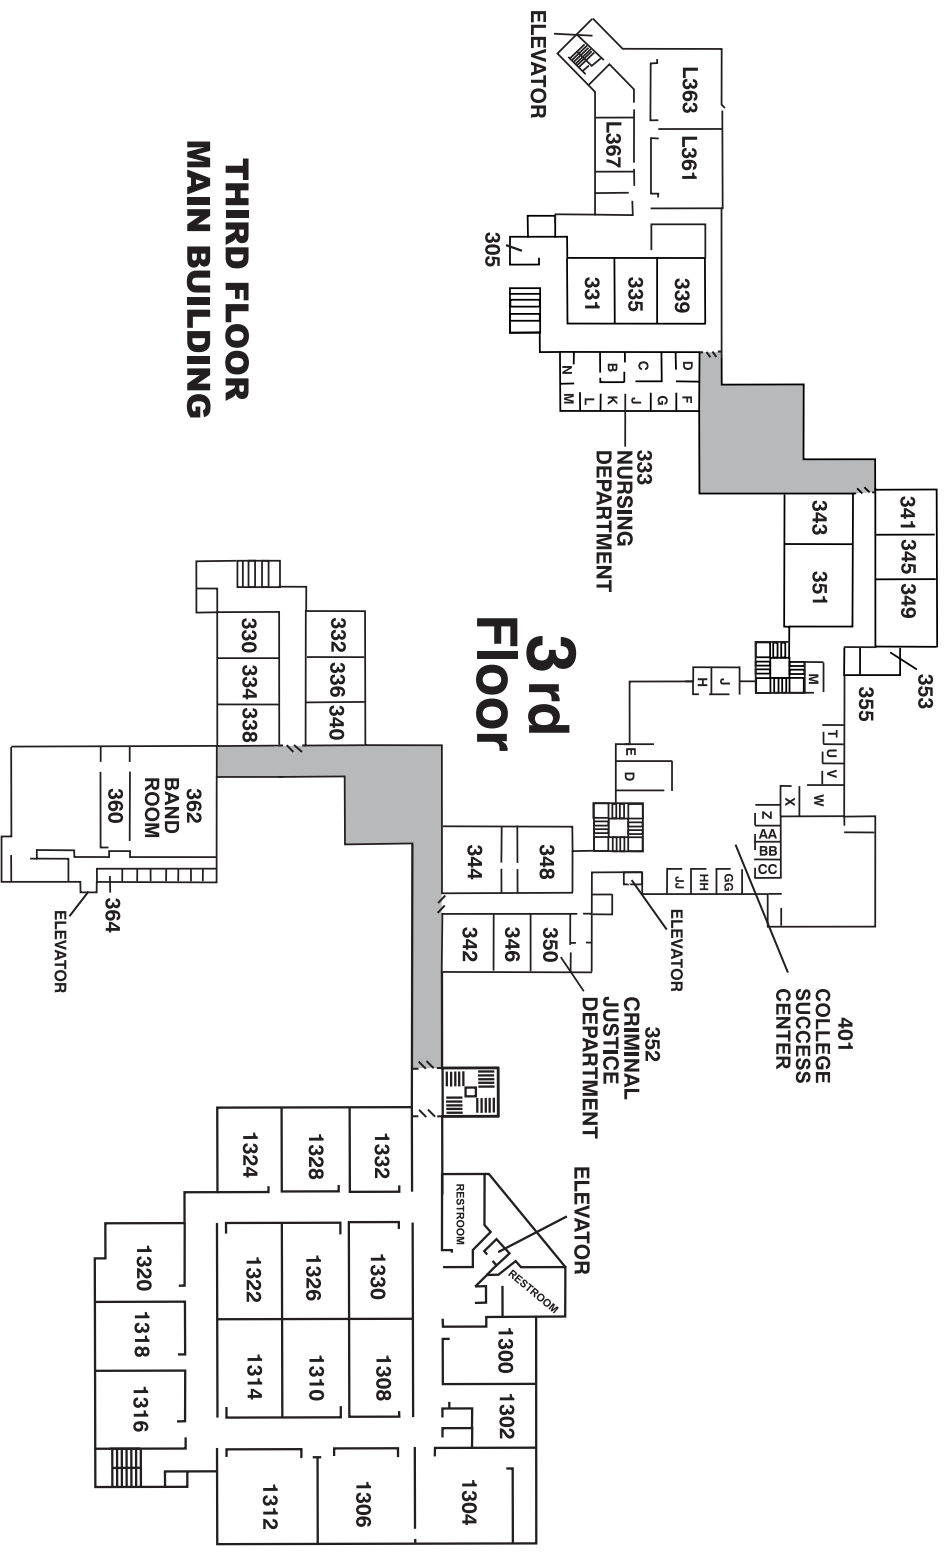 THIRD FLOOR
MAIN BUILDING
3rd
Floor
ELEVATOR
L363
L361
L367
305
331
335
339
N
B
C
D
M
L
K
J
G
F
333
NURSING
DEPARTMENT
341
345
349
343
351
353
355
M
J
H
T
U
V
W
X
Z
AA
BB
CC
E
D
GG
HH
JJ
401
COLLEGE
SUCCESS
CENTER
ELEVATOR
348
344
350
346
342
352
CRIMINAL
JUSTICE
DEPARTMENT
332
336
340
330
334
338
362
BAND
ROOM
360
364
ELEVATOR
ELEVATOR
RESTROOM
RESTROOM
1300
1302
1304
1332
1328
1324
1330
1326
1322
1308
1310
1314
1306
1312
1320
1318
1316